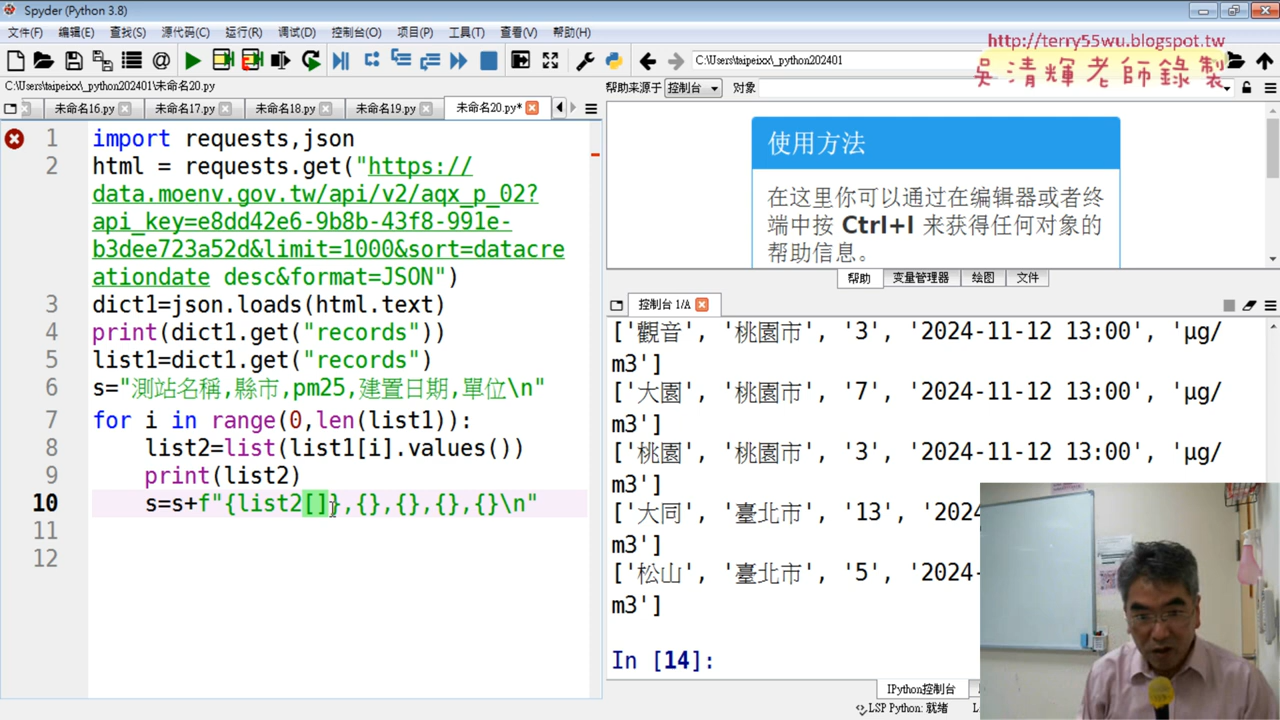 Spyder (Python 3.8)
文件(F) 编辑(E) 查找(S) 源代码(C) 运行(R) 调试(D) 控制台(O) 项目(P) 工具(T) 查看(V) 帮助(H)
http://terry55wu.blogspot.tw
吳清輝老師錄製
C:\Users\taipeixx\_python202401
C:\Users\taipeixx\_python202401\未命名20.py
帮助来源于 控制台 对象
未命名16.py 未命名17.py 未命名18.py 未命名19.py 未命名20.py*
1 import requests,json
2 html = requests.get("https://
data.moenv.gov.tw/api/v2/aqx_p_02?
api_key=e8dd42e6-9b8b-43f8-991e-
b3dee723a52d&limit=1000&sort=datacre
ationdate desc&format=JSON")
3 dict1=json.loads(html.text)
4 print(dict1.get("records"))
5 list1=dict1.get("records")
6 s="測站名稱,縣市,pm25,建置日期,單位\n"
7 for i in range(0,len(list1)):
8 list2=list(list1[i].values())
9 print(list2)
10 s=s+f"{list2[]},{},{},{},{}\n"
11
12
使用方法
在这里你可以通过在编辑器或者终
端中按 Ctrl+I 来获得任何对象的
帮助信息。
帮助 变量管理器 绘图 文件
控制台 1/A
['觀音', '桃園市', '3', '2024-11-12 13:00', 'μg/
m3']
['大園', '桃園市', '7', '2024-11-12 13:00', 'μg/
m3']
['桃園', '桃園市', '3', '2024-11-12 13:00', 'μg/
m3']
['大同', '臺北市', '13', '2024-
m3']
['松山', '臺北市', '5', '2024-
m3']
In [14]:
IPython控制台
LSP Python: 就绪